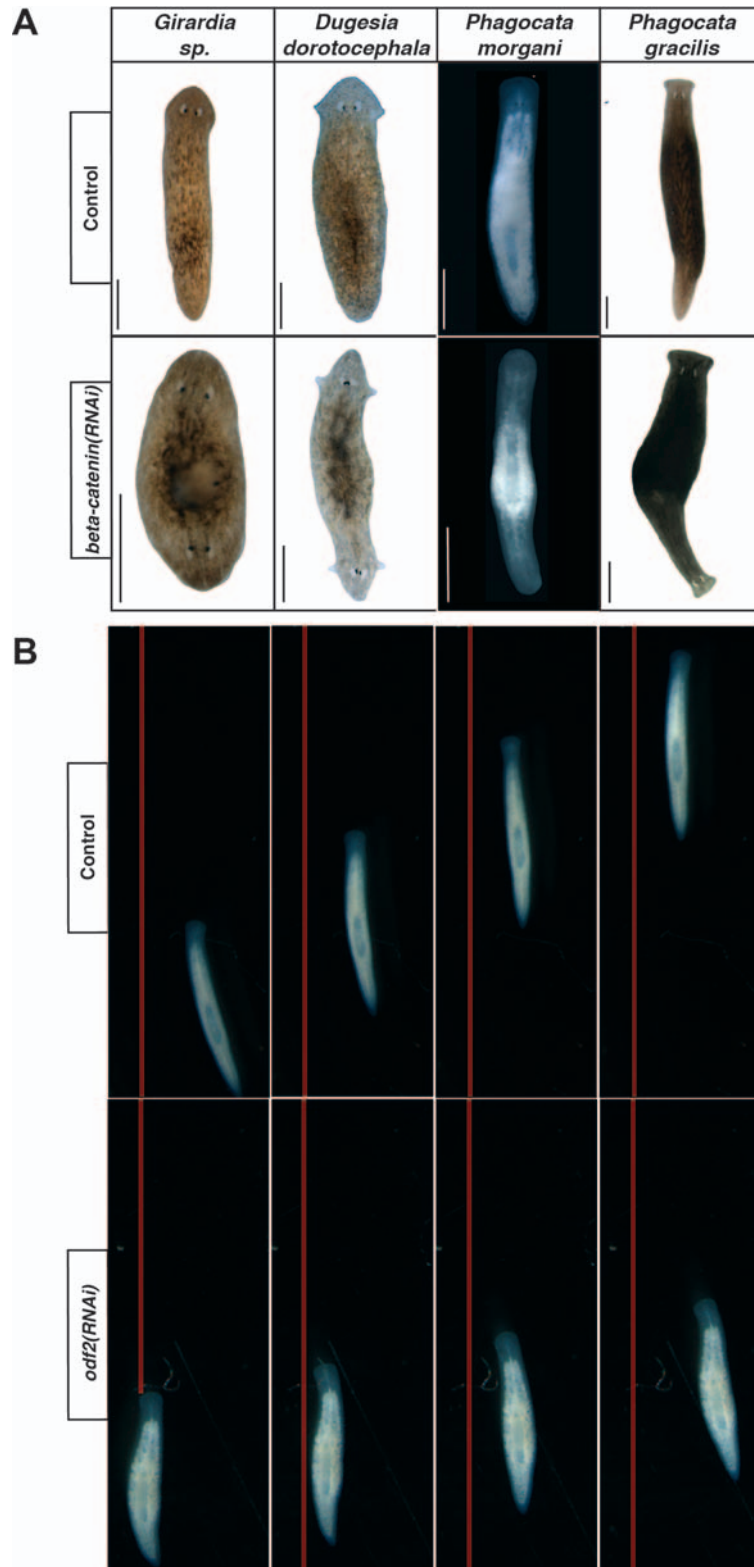 A
Girardia
sp.
Dugesia
dorotocephala
Phagocata
morgani
Phagocata
gracilis
Control
beta-catenin(RNAi)
B
Control
odf2(RNAi)